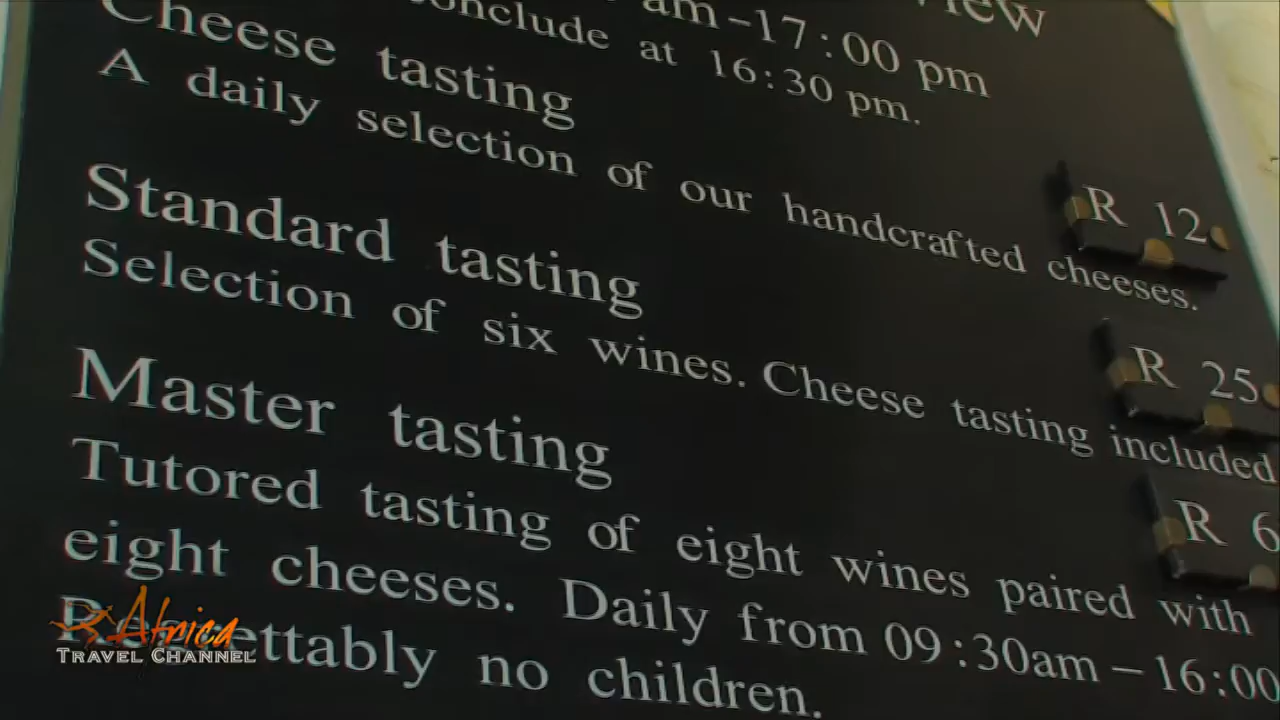 am-17:00 pm
conclude at 16:30 pm.
Cheese tasting
A daily selection of our handcrafted cheeses.
R 12.
Standard tasting
Selection of six wines. Cheese tasting included
R 25.
Master tasting
Tutored tasting of eight wines paired with
R 6
eight cheeses. Daily from 09:30am - 16:00
Regrettably no children.
Africa
TRAVEL CHANNEL